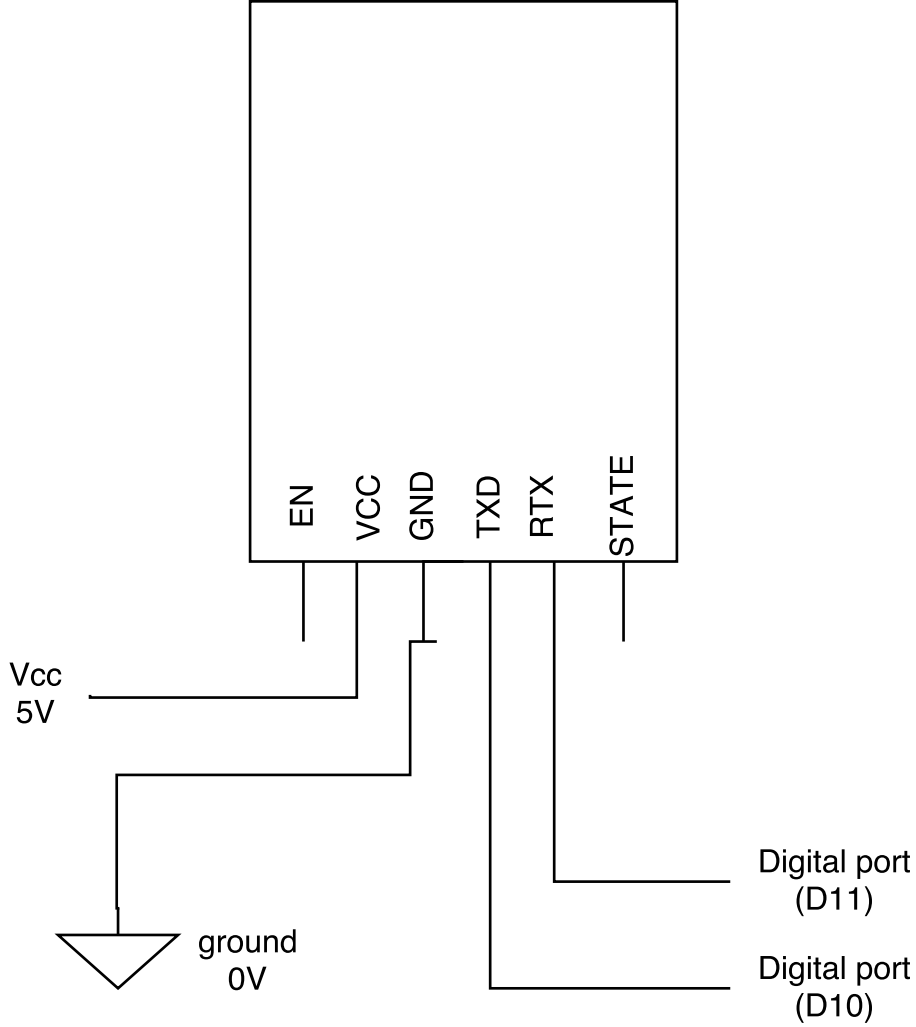 EN
VCC
GND
TXD
RTX
STATE
Vcc
5V
Digital port
(D11)
ground
0V
Digital port
(D10)